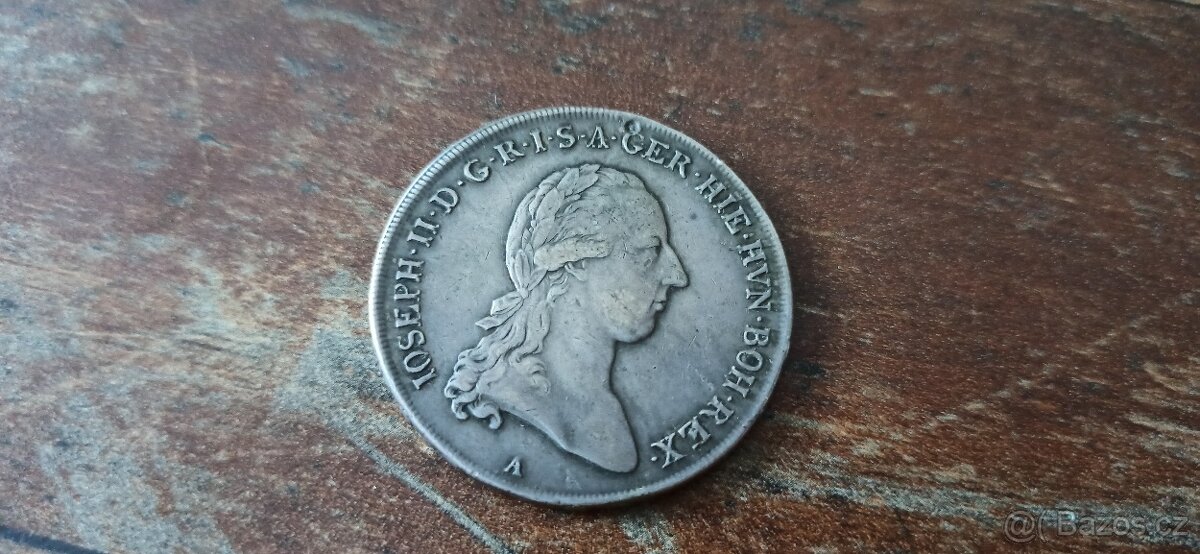 IOSEPH·II·D·G·R·I·S·A·GER·HIE·HVN·BOH·REX·
A
@( Bazos.cz